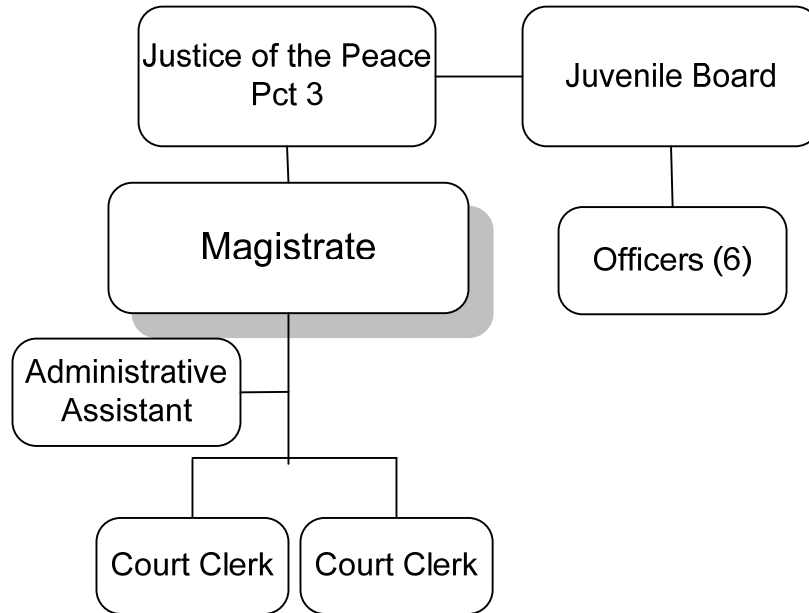 Justice of the Peace
Pct 3
Juvenile Board
Magistrate
Officers (6)
Administrative
Assistant
Court Clerk
Court Clerk